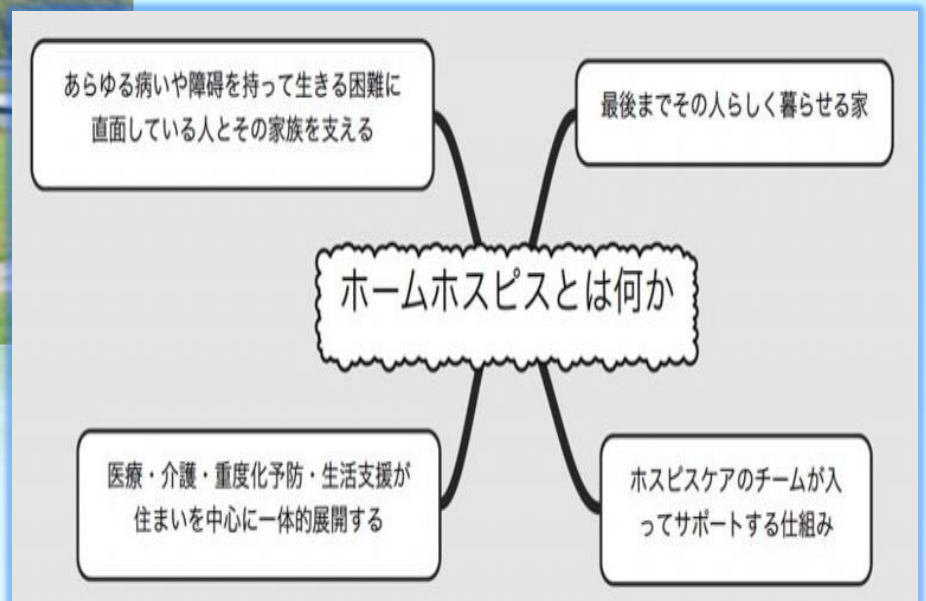 あらゆる病いや障碍を持って生きる困難に
直面している人とその家族を支える
最後までその人らしく暮らせる家
ホームホスピスとは何か
医療・介護・重度化予防・生活支援が
住まいを中心に一体的展開する
ホスピスケアのチームが入
ってサポートする仕組み